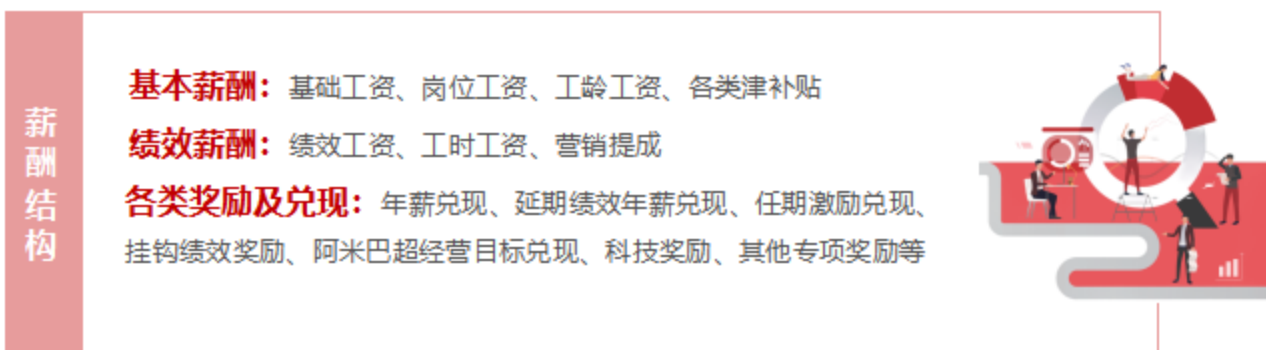 薪酬结构
基本薪酬：基础工资、岗位工资、工龄工资、各类津补贴
绩效薪酬：绩效工资、工时工资、营销提成
各类奖励及兑现：年薪兑现、延期绩效年薪兑现、任期激励兑现、
挂钩绩效奖励、阿米巴超经营目标兑现、科技奖励、其他专项奖励等